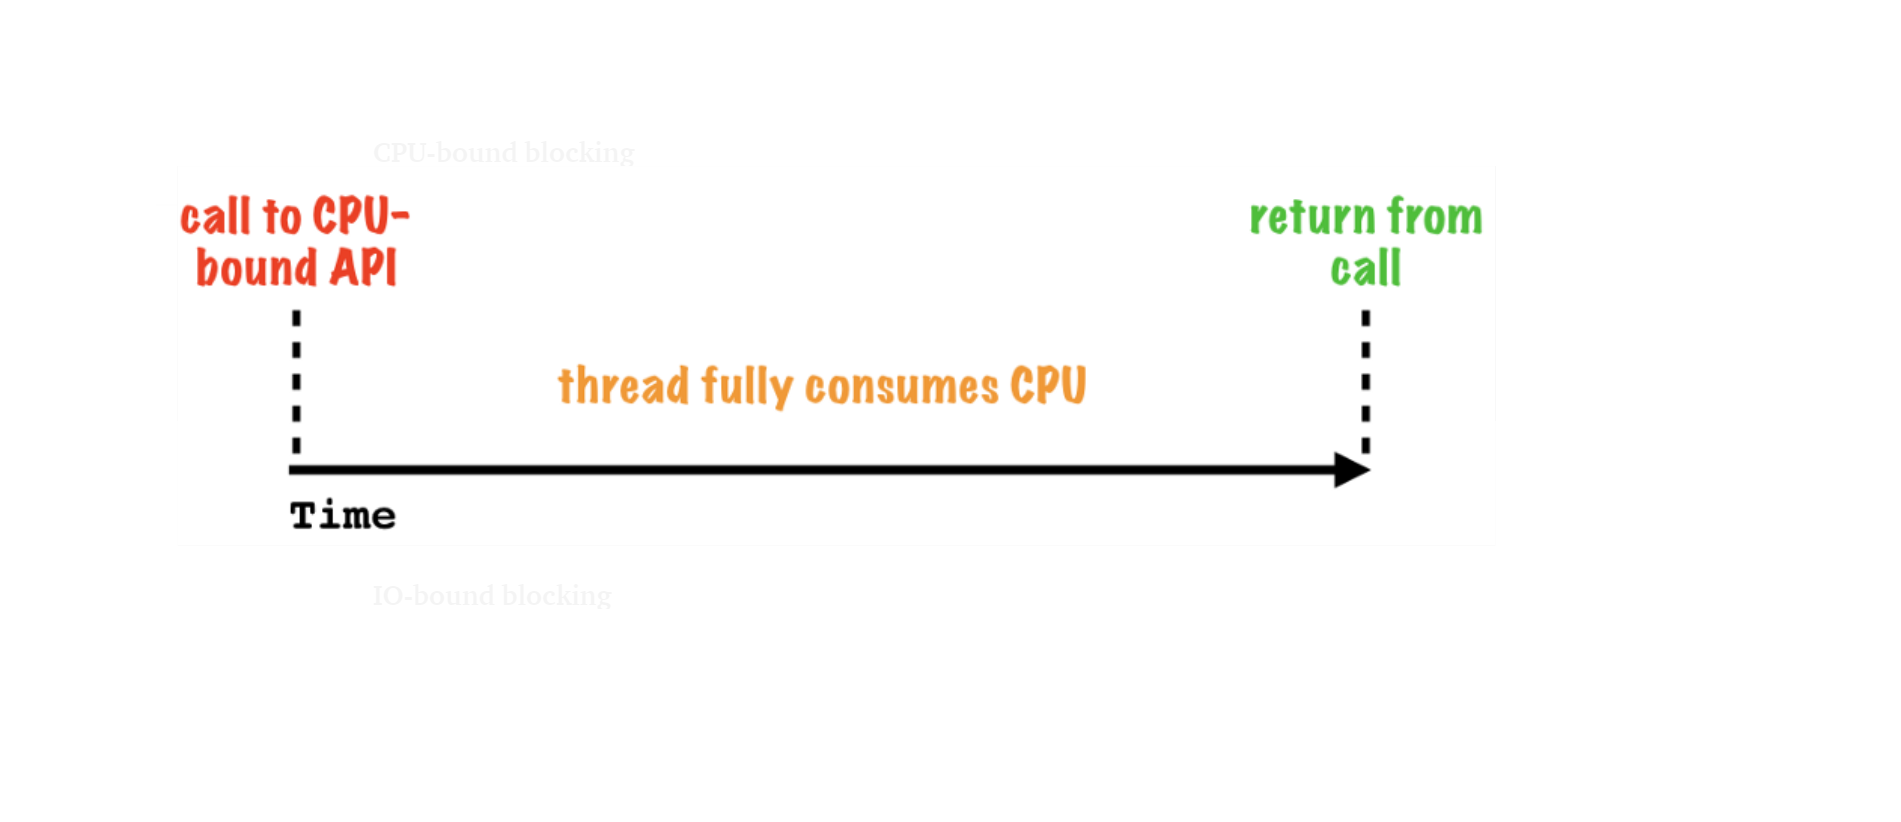 CPU-bound blocking
call to CPU-
bound API
return from
call
thread fully consumes CPU
Time
IO-bound blocking